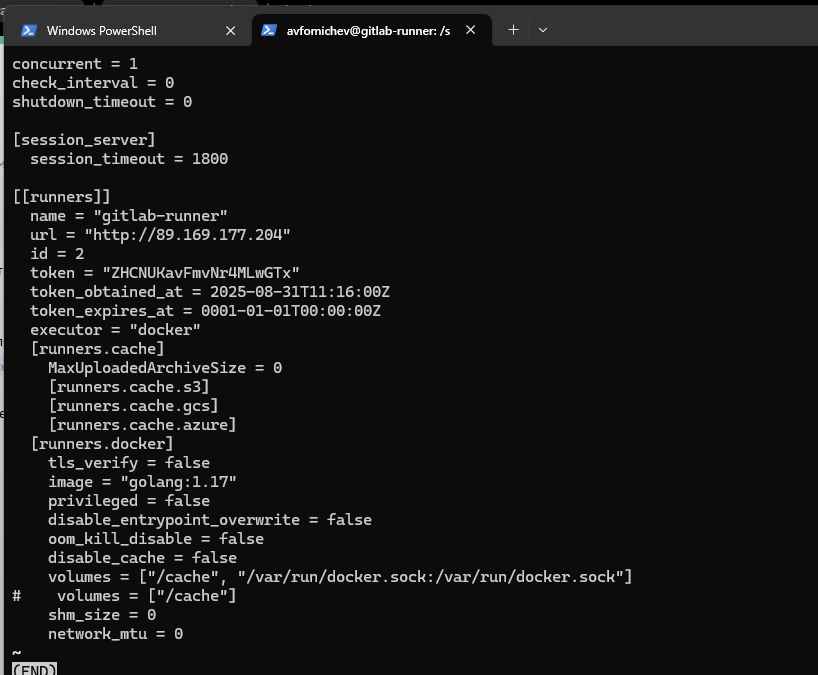 Windows PowerShell
avfomichev@gitlab-runner: /s
concurrent = 1
check_interval = 0
shutdown_timeout = 0
[session_server]
  session_timeout = 1800
[[runners]]
  name = "gitlab-runner"
  url = "http://89.169.177.204"
  id = 2
  token = "ZHCNUKavFmvNr4MLwGTx"
  token_obtained_at = 2025-08-31T11:16:00Z
  token_expires_at = 0001-01-01T00:00:00Z
  executor = "docker"
  [runners.cache]
    MaxUploadedArchiveSize = 0
    [runners.cache.s3]
    [runners.cache.gcs]
    [runners.cache.azure]
  [runners.docker]
    tls_verify = false
    image = "golang:1.17"
    privileged = false
    disable_entrypoint_overwrite = false
    oom_kill_disable = false
    disable_cache = false
    volumes = ["/cache", "/var/run/docker.sock:/var/run/docker.sock"]
#    volumes = ["/cache"]
    shm_size = 0
    network_mtu = 0
~
(END)